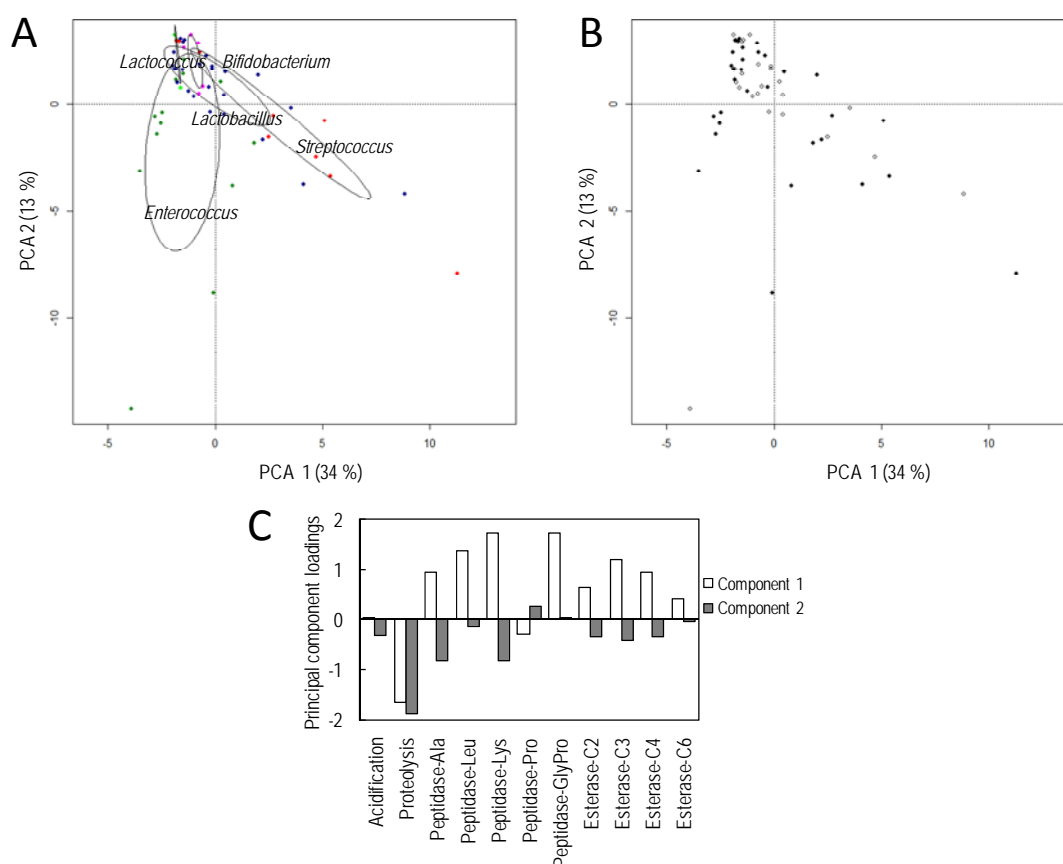 A
B
Lactococcus
Bifidobacterium
Lactobacillus
Streptococcus
Enterococcus
0
-5
-10
PCA 2 (13 %)
-5
0
5
10
PCA 1 (34 %)
0
-5
-10
PCA 2 (13 %)
-5
0
5
10
PCA 1 (34 %)
C
Principal component loadings
2
1
0
-1
-2
Component 1
Component 2
Acidification
Proteolysis
Peptidase-Ala
Peptidase-Leu
Peptidase-Lys
Peptidase-Pro
Peptidase-GlyPro
Esterase-C2
Esterase-C3
Esterase-C4
Esterase-C6